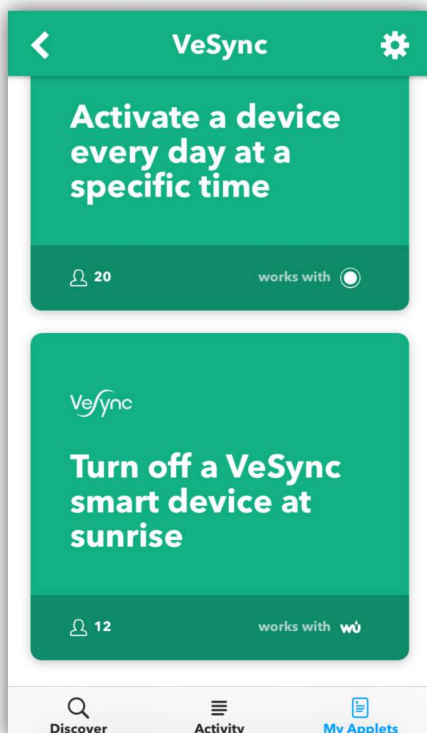 VeSync
Activate a device
every day at a
specific time
20
works with
VeSync
Turn off a VeSync
smart device at
sunrise
12
works with wu
Discover
Activity
My Applets